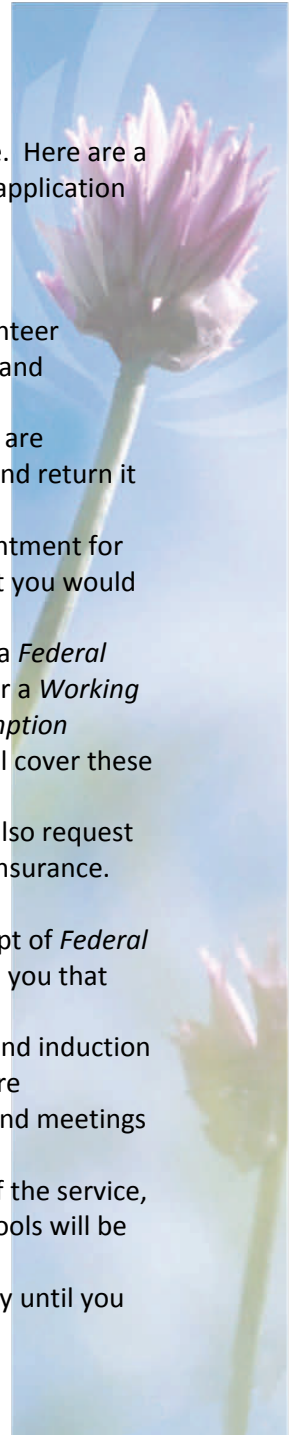 e. Here are a
application
nteer
and
are
nd return it
ntment for
t you would
a Federal
r a Working
nption
l cover these
lso request
nsurance.
pt of Federal
you that
nd induction
re
nd meetings
f the service,
ools will be
y until you